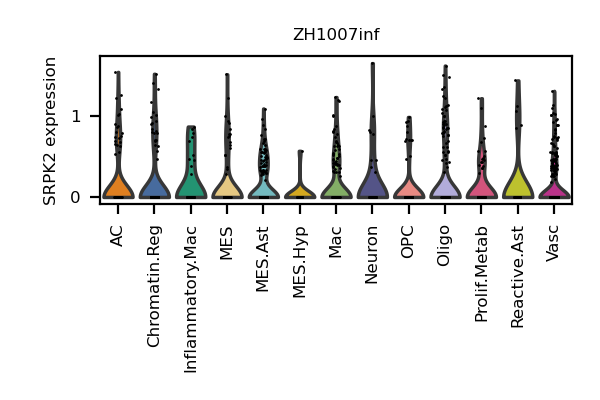 ZH1007inf
SRPK2 expression
1
0
AC
Chromatin.Reg
Inflammatory.Mac
MES
MES.Ast
MES.Hyp
Mac
Neuron
OPC
Oligo
Prolif.Metab
Reactive.Ast
Vasc